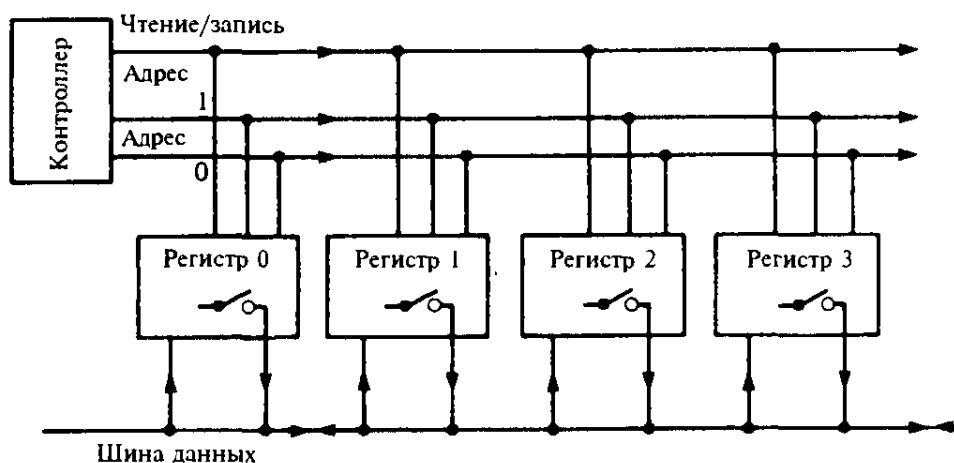 Чтение/запись
Контроллер
Адрес
1
Адрес
0
Регистр 0
Регистр 1
Регистр 2
Регистр 3
Шина данных